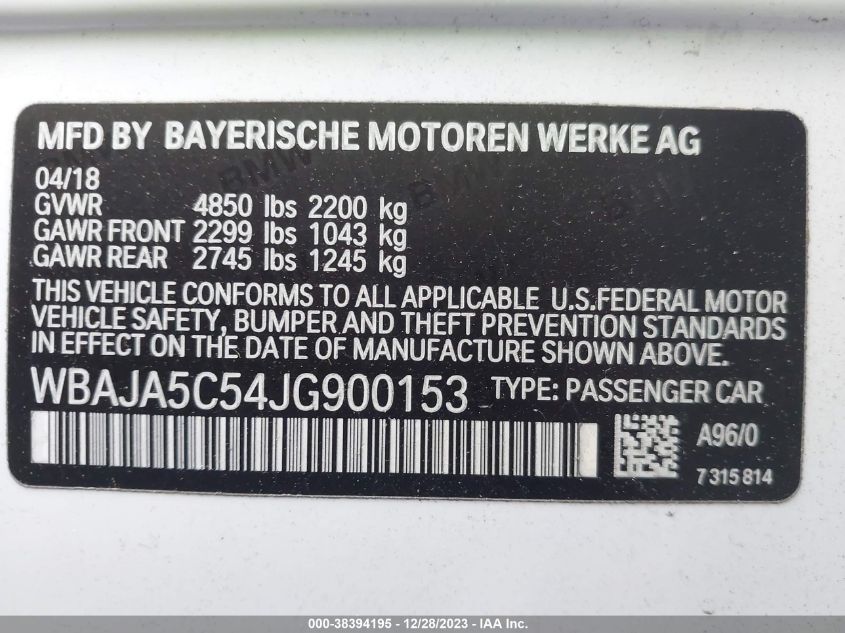 MFD BY BAYERISCHE MOTOREN WERKE AG
04/18
GVWR 4850 lbs 2200 kg
GAWR FRONT 2299 lbs 1043 kg
GAWR REAR 2745 lbs 1245 kg
THIS VEHICLE CONFORMS TO ALL APPLICABLE U.S.FEDERAL MOTOR
VEHICLE SAFETY, BUMPER AND THEFT PREVENTION STANDARDS
IN EFFECT ON THE DATE OF MANUFACTURE SHOWN ABOVE.
WBAJA5C54JG900153 TYPE: PASSENGER CAR
A96/0
7 315 814
000-38394195 - 12/28/2023 - IAA Inc.